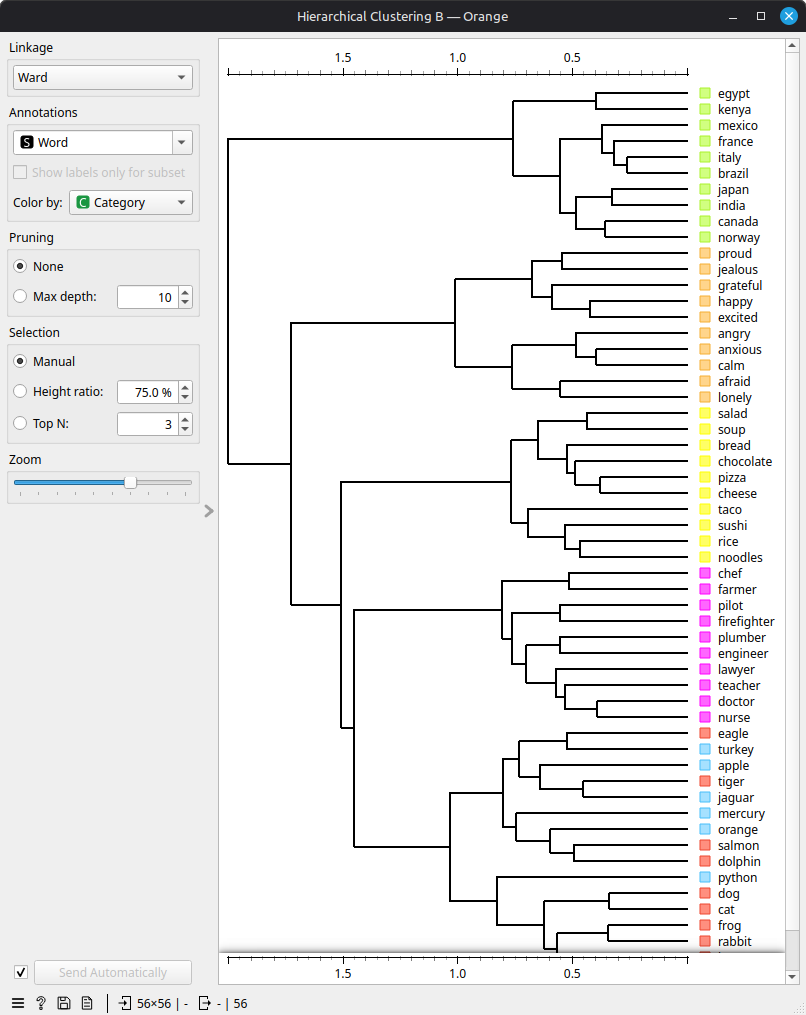 Hierarchical Clustering B — Orange
Linkage
Ward
Annotations
S Word
Show labels only for subset
Color by: C Category
Pruning
None
Max depth: 10
Selection
Manual
Height ratio: 75.0 %
Top N: 3
Zoom
Send Automatically
56×56 | - - | 56
1.5 1.0 0.5
egypt
kenya
mexico
france
italy
brazil
japan
india
canada
norway
proud
jealous
grateful
happy
excited
angry
anxious
calm
afraid
lonely
salad
soup
bread
chocolate
pizza
cheese
taco
sushi
rice
noodles
chef
farmer
pilot
firefighter
plumber
engineer
lawyer
teacher
doctor
nurse
eagle
turkey
apple
tiger
jaguar
mercury
orange
salmon
dolphin
python
dog
cat
frog
rabbit
1.5 1.0 0.5